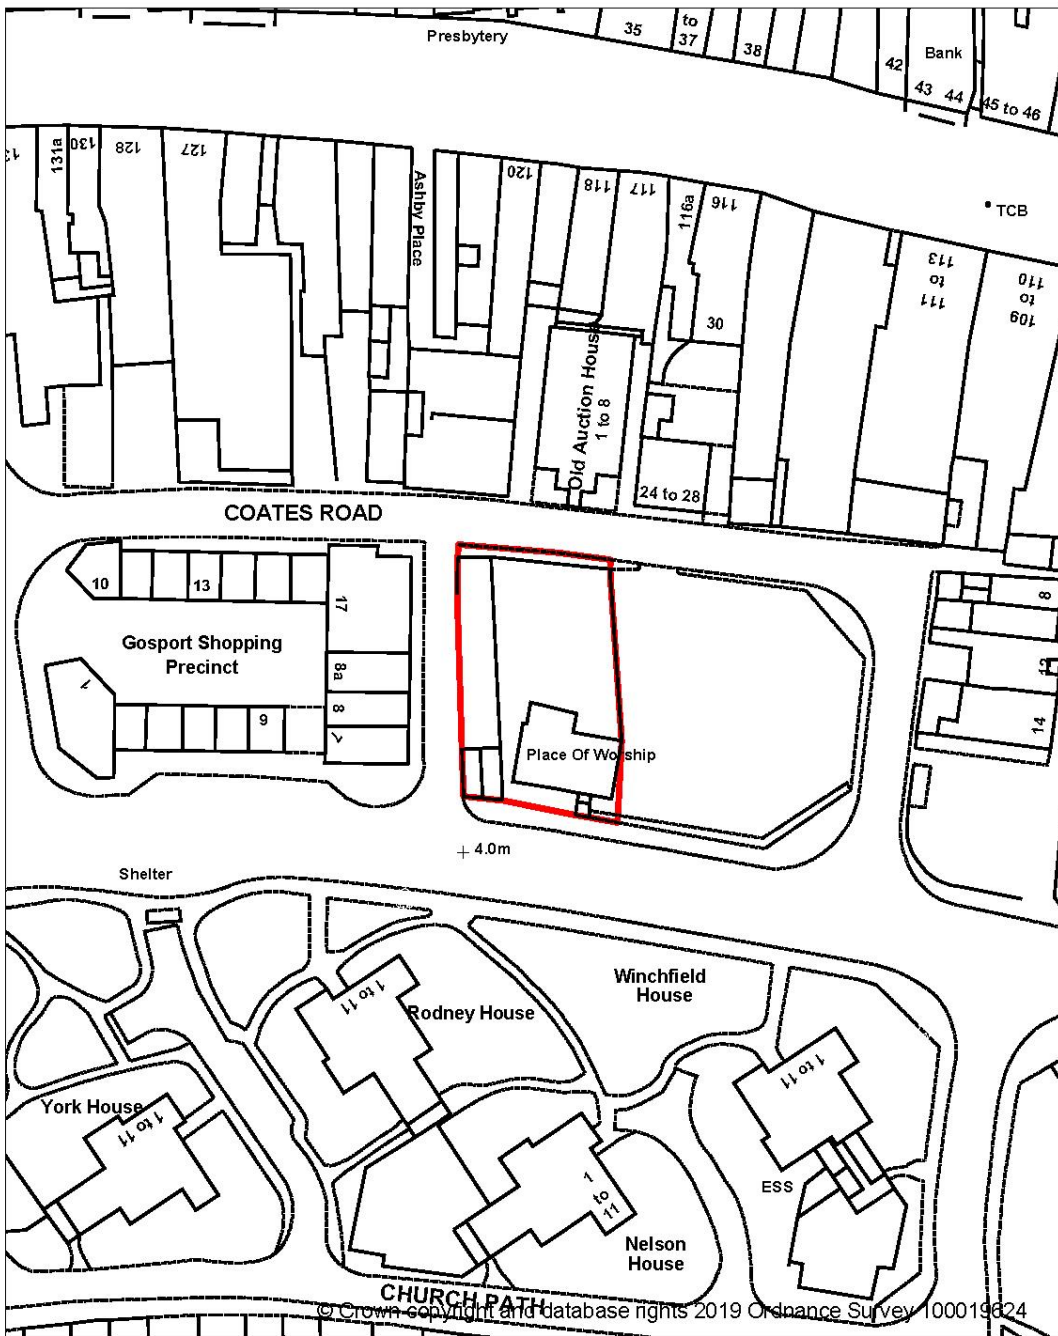 Presbytery
35
to
37
38
42
Bank
43
44
45 to 46
131a
130
128
127
Ashby Place
120
118
117
116a
116
TCB
111
to
113
109
to
110
30
Old Auction House
1 to 8
24 to 28
COATES ROAD
10
13
17
Gosport Shopping
Precinct
8a
8
7
9
Place Of Worship
8
14
4.0m
Shelter
1 to 11
Rodney House
Winchfield
House
1 to 11
York House
1 to 11
1
to
11
ESS
Nelson
House
CHURCH PATH
© Crown copyright and database rights 2019 Ordnance Survey 100019624